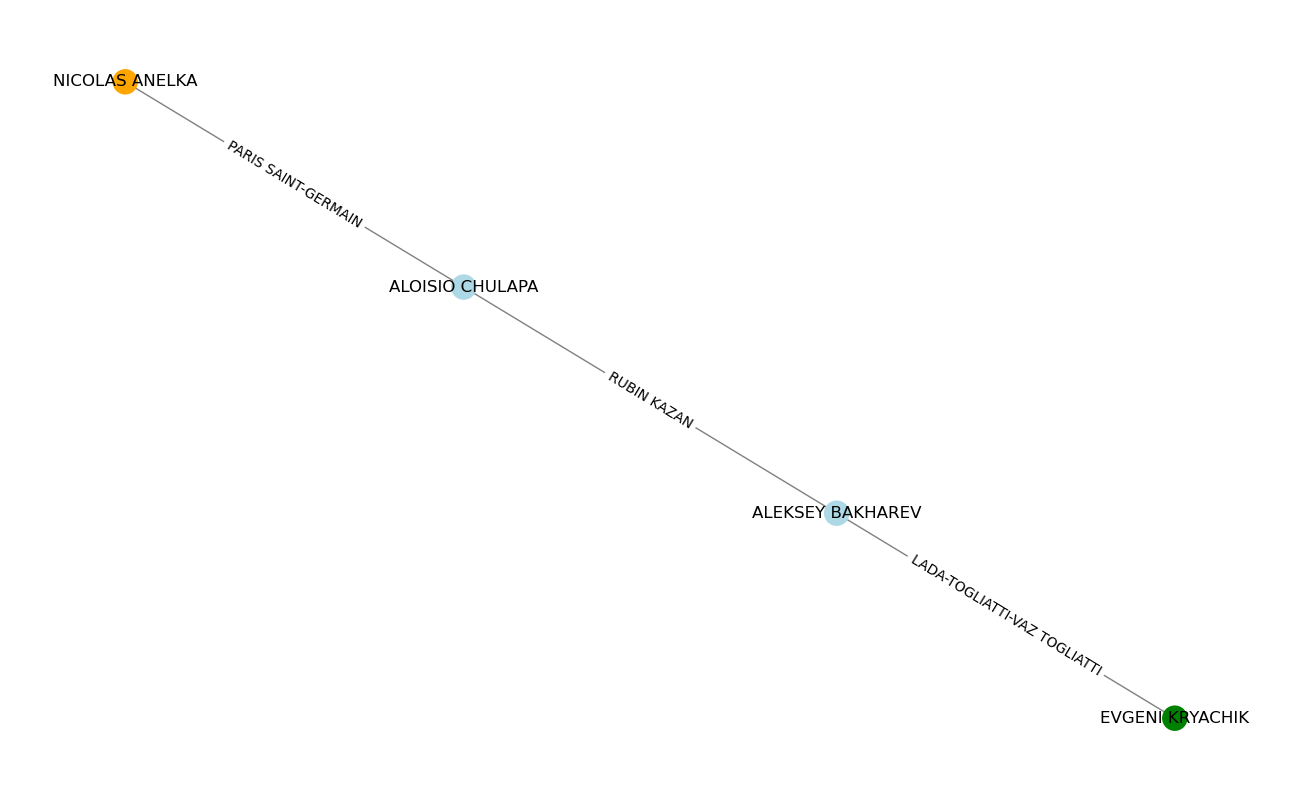 NICOLAS ANELKA
PARIS SAINT-GERMAIN
ALOISIO CHULAPA
RUBIN KAZAN
ALEKSEY BAKHAREV
LADA-TOGLIATTI-VAZ TOGLIATTI
EVGENI KRYACHIK